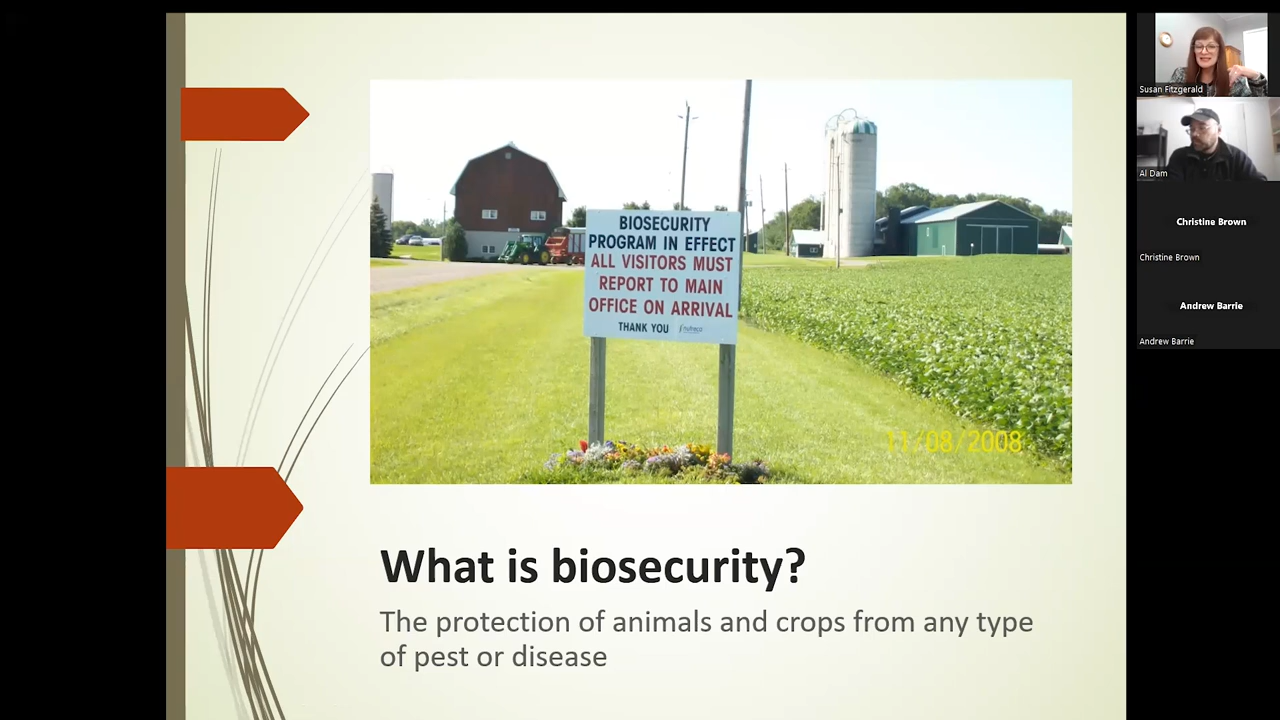 BIOSECURITY
PROGRAM IN EFFECT
ALL VISITORS MUST
REPORT TO MAIN
OFFICE ON ARRIVAL
THANK YOU nutreco
11/08/2008
What is biosecurity?
The protection of animals and crops from any type
of pest or disease
Susan Fitzgerald
Al Dam
Christine Brown
Christine Brown
Andrew Barrie
Andrew Barrie